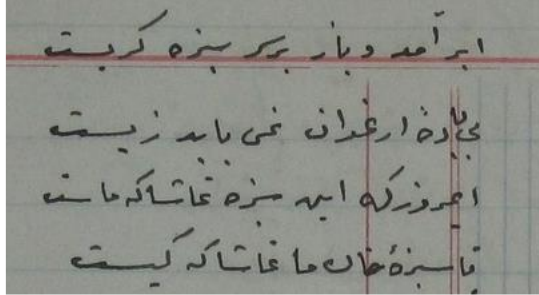 ابر آمد و باز بر سر سبزه گریست
بی بادهٔ ارغوان نمی باید زیست
امروز که این سبزه تماشاگه ماست
تا سبزهٔ خاک ما تماشاگه کیست